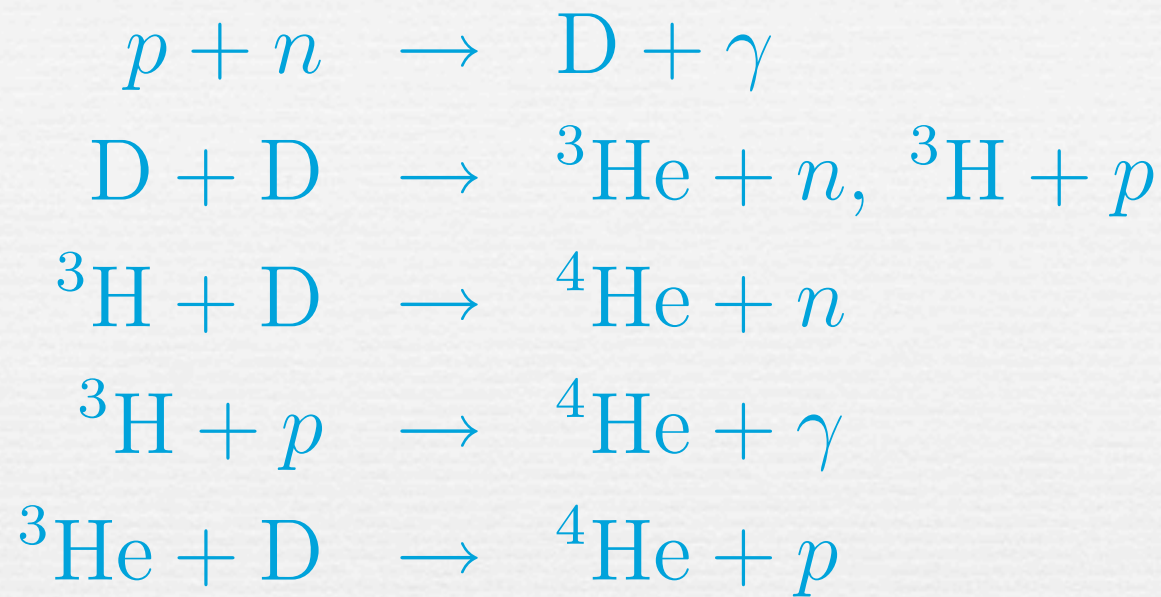 p + n → D + γ
D + D → ³He + n, ³H + p
³H + D → ⁴He + n
³H + p → ⁴He + γ
³He + D → ⁴He + p